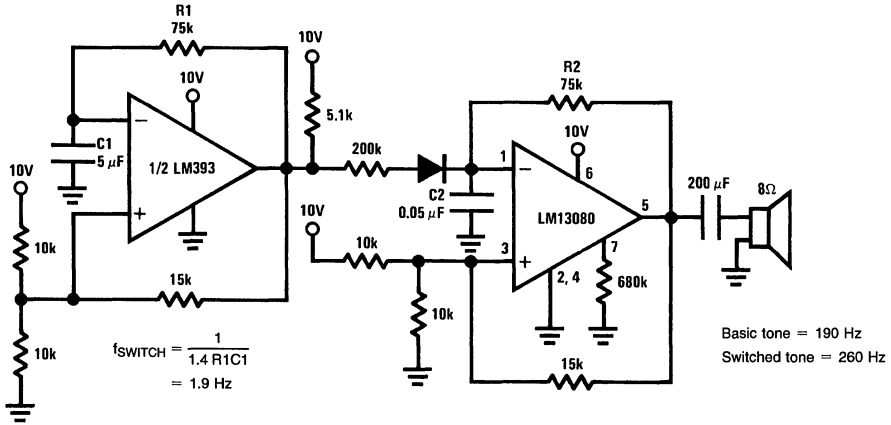 R1
75k
10V
10V
5.1k
C1
5 µF
1/2 LM393
10V
10k
10k
15k
200k
C2
0.05 µF
R2
75k
10V
10V
10k
10k
1
3
6
5
7
2, 4
LM13080
680k
15k
200 µF
8Ω
fSWITCH = 1 / 1.4 R1C1
= 1.9 Hz
Basic tone = 190 Hz
Switched tone = 260 Hz